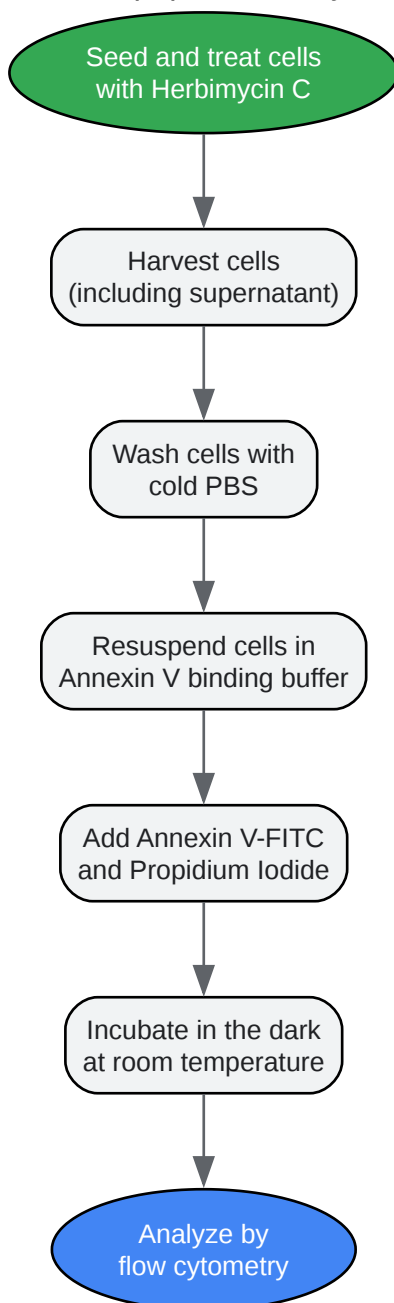 Seed and treat cells
with Herbimycin C
Harvest cells
(including supernatant)
Wash cells with
cold PBS
Resuspend cells in
Annexin V binding buffer
Add Annexin V-FITC
and Propidium Iodide
Incubate in the dark
at room temperature
Analyze by
flow cytometry